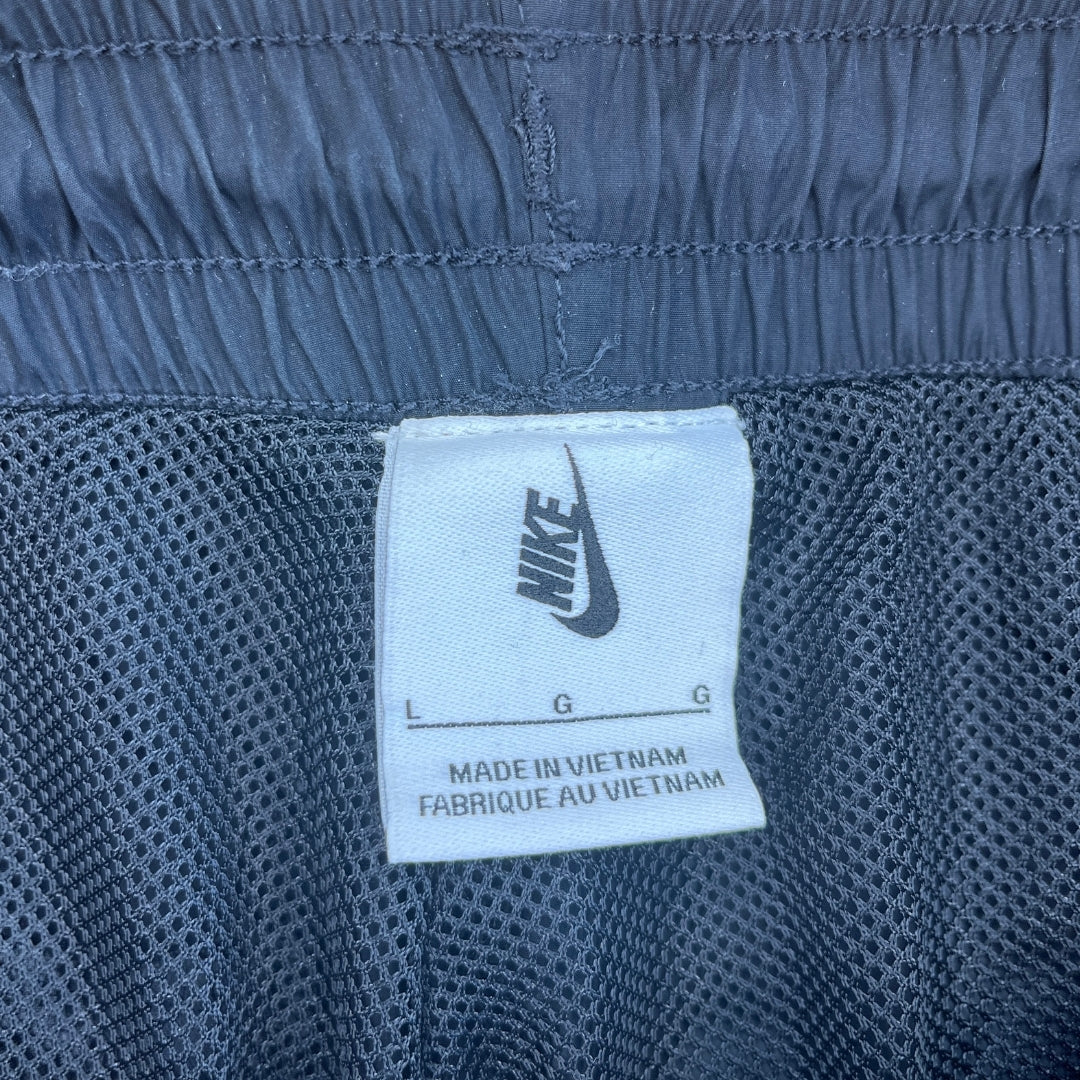 NIKE
L G G
MADE IN VIETNAM
FABRIQUE AU VIETNAM